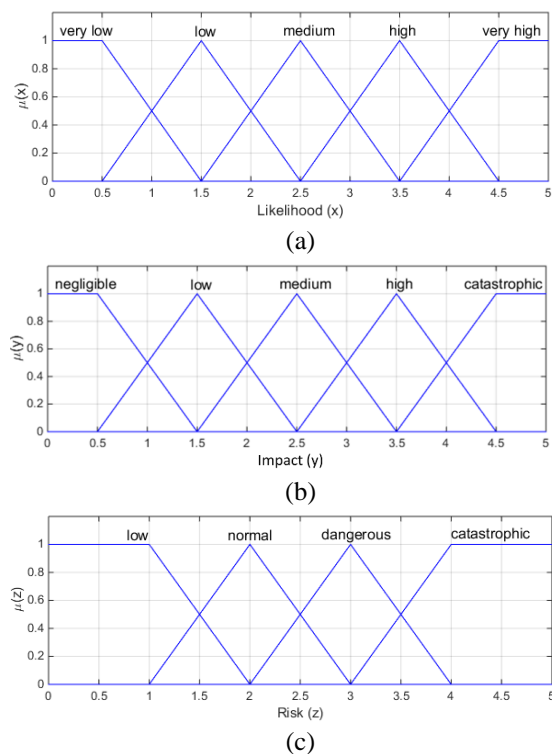 very low low medium high very high
1
0.8
0.6
0.4
0.2
0
μ(x)
0 0.5 1 1.5 2 2.5 3 3.5 4 4.5 5
Likelihood (x)
(a)
negligible low medium high catastrophic
1
0.8
0.6
0.4
0.2
0
μ(y)
0 0.5 1 1.5 2 2.5 3 3.5 4 4.5 5
Impact (y)
(b)
low normal dangerous catastrophic
1
0.8
0.6
0.4
0.2
0
μ(z)
0 0.5 1 1.5 2 2.5 3 3.5 4 4.5 5
Risk (z)
(c)